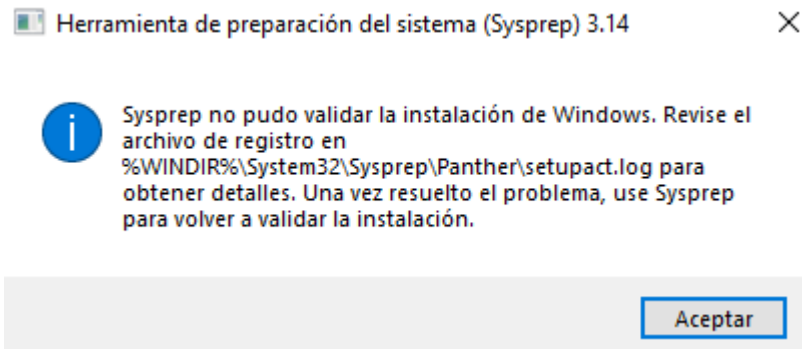 Herramienta de preparación del sistema (Sysprep) 3.14
Sysprep no pudo validar la instalación de Windows. Revise el
archivo de registro en
%WINDIR%\System32\Sysprep\Panther\setupact.log para
obtener detalles. Una vez resuelto el problema, use Sysprep
para volver a validar la instalación.
Aceptar